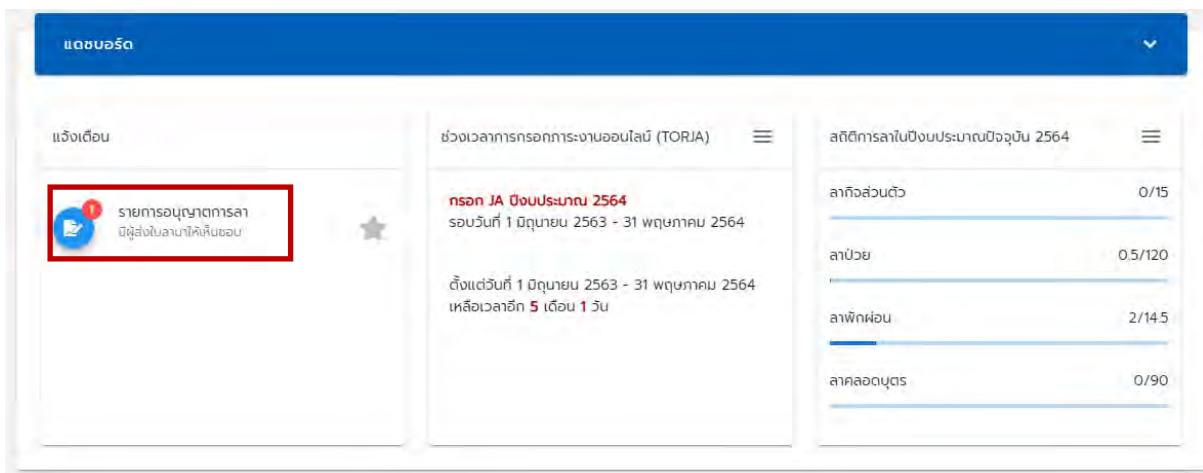 แดชบอร์ด
แจ้งเตือน
1
รายการอนุญาตการลา
มีผู้ส่งใบลามาให้เห็นชอบ
ช่วงเวลาการกรอกภาระงานออนไลน์ (TORJA)
กรอก JA ปีงบประมาณ 2564
รอบวันที่ 1 มิถุนายน 2563 - 31 พฤษภาคม 2564
ตั้งแต่วันที่ 1 มิถุนายน 2563 - 31 พฤษภาคม 2564
เหลือเวลาอีก 5 เดือน 1 วัน
สถิติการลาในปีงบประมาณปัจจุบัน 2564
ลากิจส่วนตัว 0/15
ลาป่วย 0.5/120
ลาพักผ่อน 2/14.5
ลาคลอดบุตร 0/90